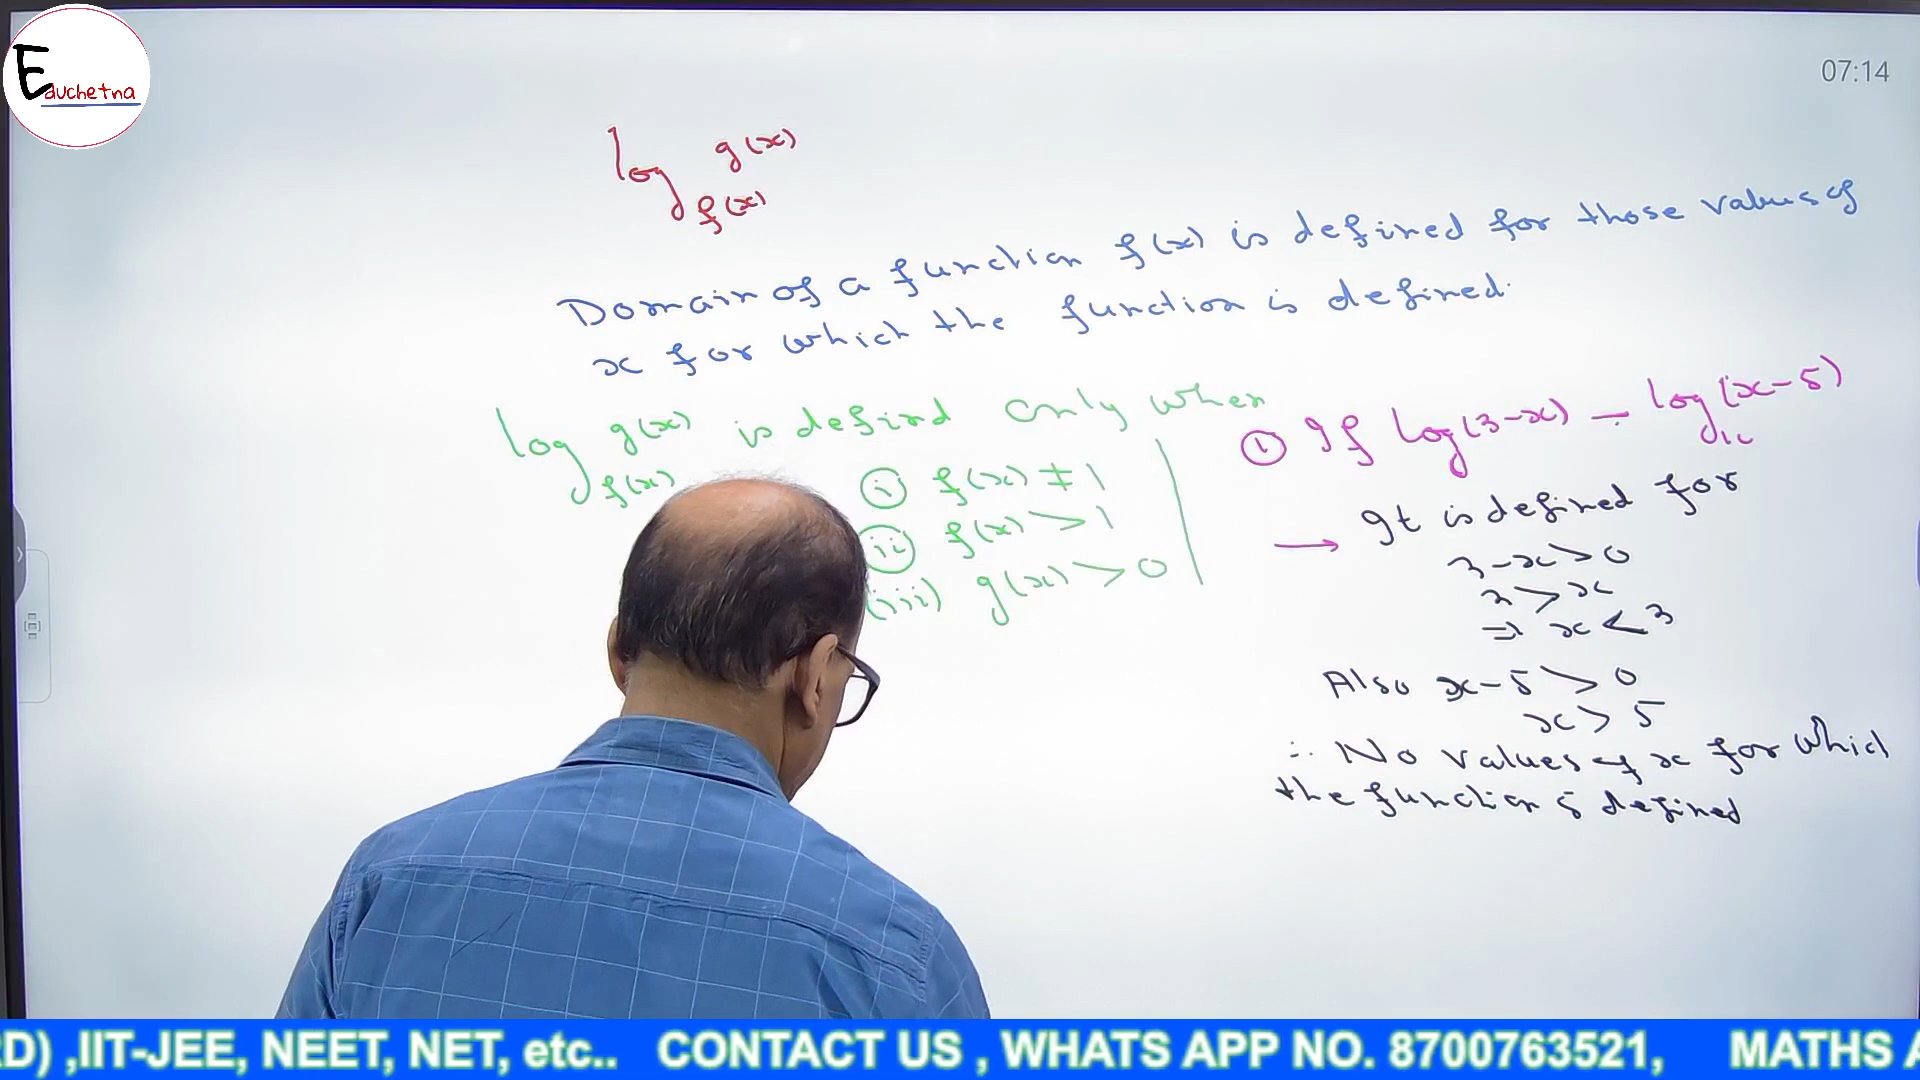 Educhetna
07:14
log f(x) g(x)
Domain of a function f(x) is defined for those values of
x for which the function is defined.
log f(x) g(x) is defind only when
(i) f(x) ≠ 1
(ii) f(x) > 1
(iii) g(x) > 0
① If log(3-x) - log(x-5)
→ It is defined for
3-x>0
3>x
⇒ x<3
Also x-5>0
x>5
∴ No values of x for which
the function is defined
RD) ,IIT-JEE, NEET, NET, etc.. CONTACT US , WHATS APP NO. 8700763521, MATHS A